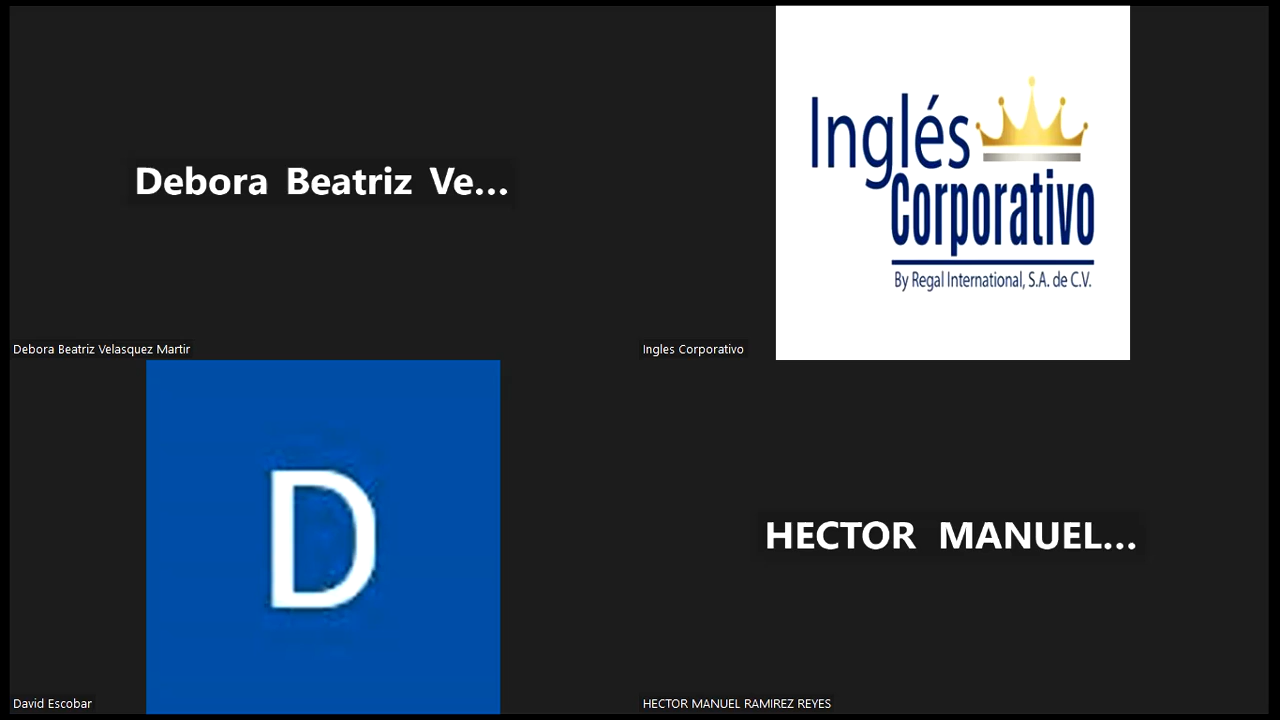 Debora Beatriz Ve...
Debora Beatriz Velasquez Martir
Inglés
Corporativo
By Regal International, S.A. de C.V.
Ingles Corporativo
D
David Escobar
HECTOR MANUEL...
HECTOR MANUEL RAMIREZ REYES